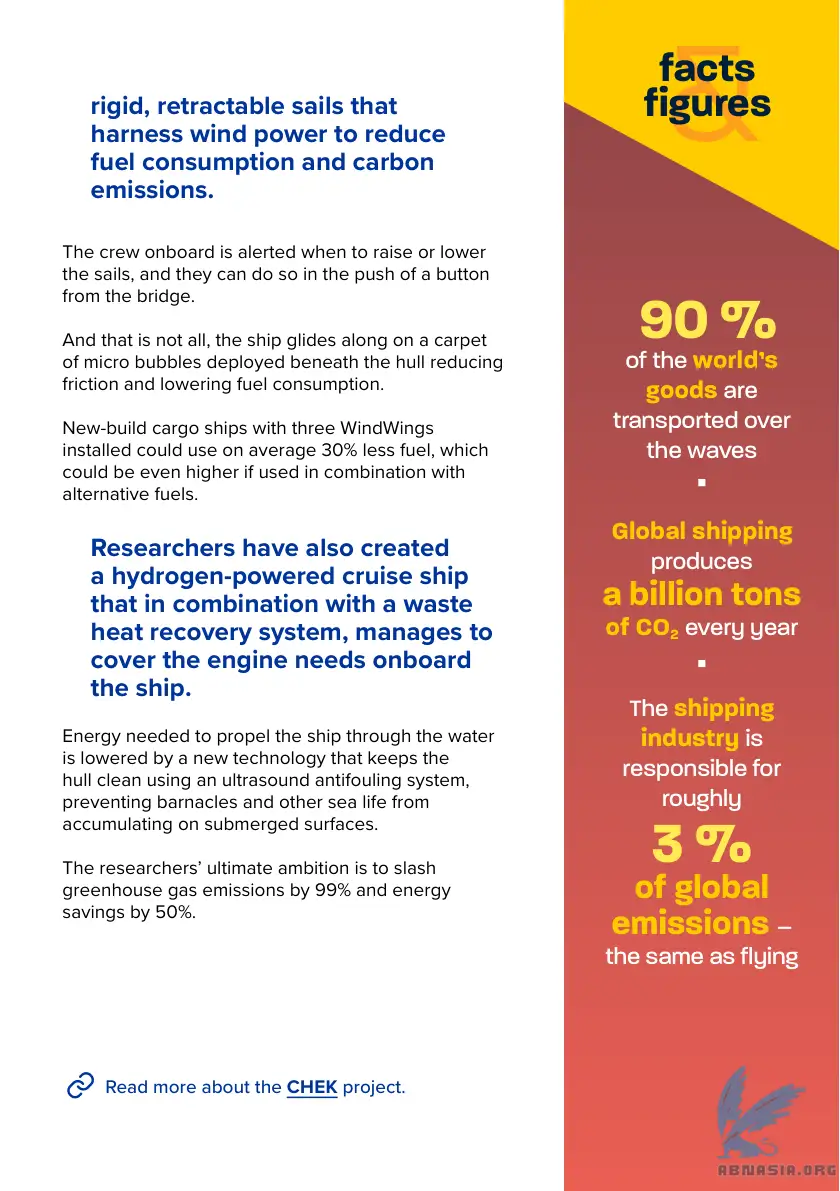 rigid, retractable sails that
harness wind power to reduce
fuel consumption and carbon
emissions.
The crew onboard is alerted when to raise or lower
the sails, and they can do so in the push of a button
from the bridge.
And that is not all, the ship glides along on a carpet
of micro bubbles deployed beneath the hull reducing
friction and lowering fuel consumption.
New-build cargo ships with three WindWings
installed could use on average 30% less fuel, which
could be even higher if used in combination with
alternative fuels.
Researchers have also created
a hydrogen-powered cruise ship
that in combination with a waste
heat recovery system, manages to
cover the engine needs onboard
the ship.
Energy needed to propel the ship through the water
is lowered by a new technology that keeps the
hull clean using an ultrasound antifouling system,
preventing barnacles and other sea life from
accumulating on submerged surfaces.
The researchers’ ultimate ambition is to slash
greenhouse gas emissions by 99% and energy
savings by 50%.
Read more about the CHEK project.
facts
&
figures
90 %
of the world’s
goods are
transported over
the waves
Global shipping
produces
a billion tons
of CO₂ every year
The shipping
industry is
responsible for
roughly
3 %
of global
emissions –
the same as flying
ABNASIA.ORG